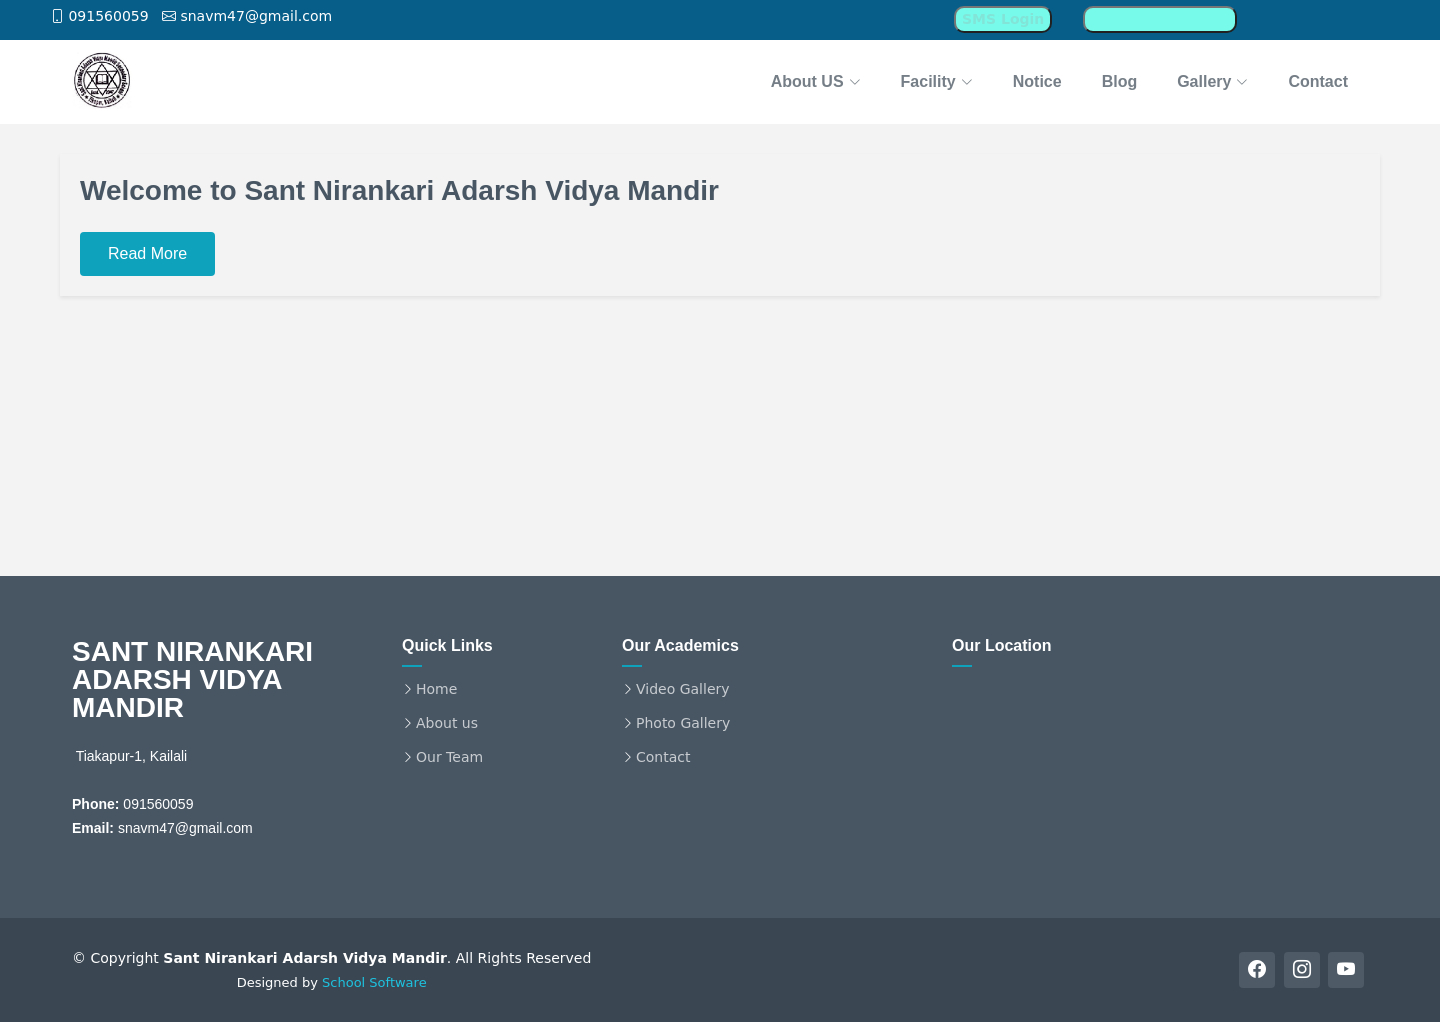 091560059 snavm47@gmail.com SMS Login
About US Facility Notice Blog Gallery Contact
Welcome to Sant Nirankari Adarsh Vidya Mandir
Read More
SANT NIRANKARI
ADARSH VIDYA
MANDIR
Tiakapur-1, Kailali
Phone: 091560059
Email: snavm47@gmail.com
Quick Links
Home
About us
Our Team
Our Academics
Video Gallery
Photo Gallery
Contact
Our Location
© Copyright Sant Nirankari Adarsh Vidya Mandir. All Rights Reserved
Designed by School Software